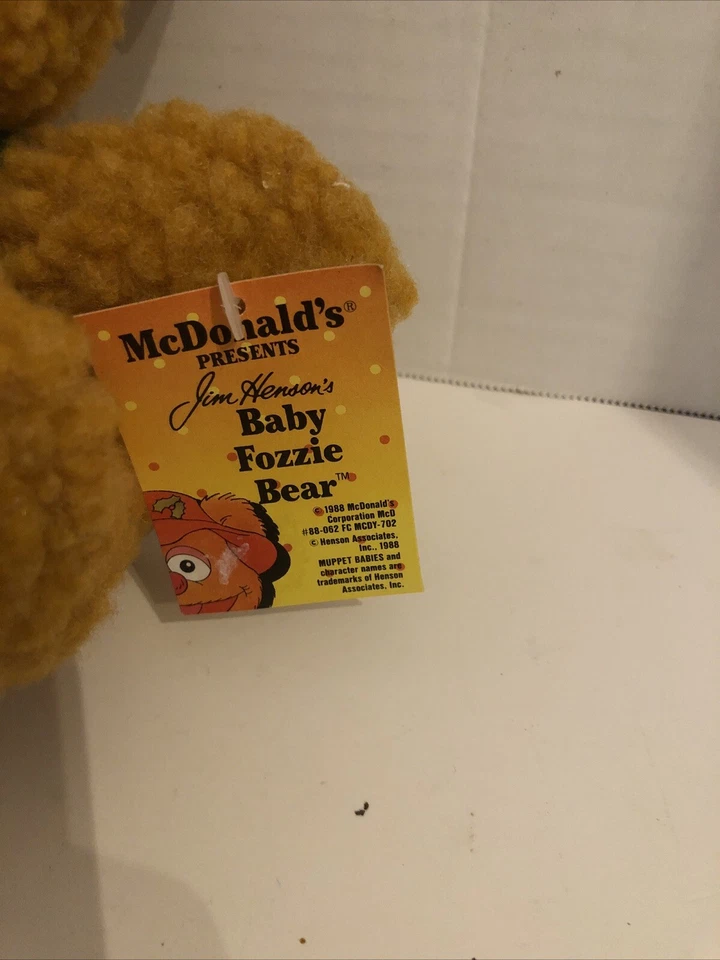 McDonald's®
PRESENTS
Jim Henson's
Baby
Fozzie
Bear™
© 1988 McDonald's
Corporation McD
#88-062 FC MCDY-702
© Henson Associates,
Inc., 1988
MUPPET BABIES and
character names are
trademarks of Henson
Associates, Inc.